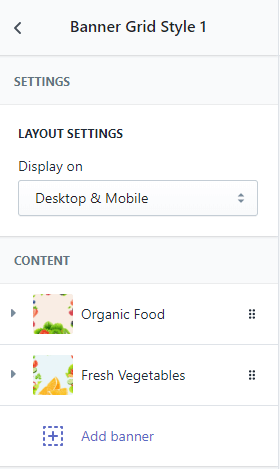 Banner Grid Style 1
SETTINGS
LAYOUT SETTINGS
Display on
Desktop & Mobile
CONTENT
Organic Food
Fresh Vegetables
Add banner